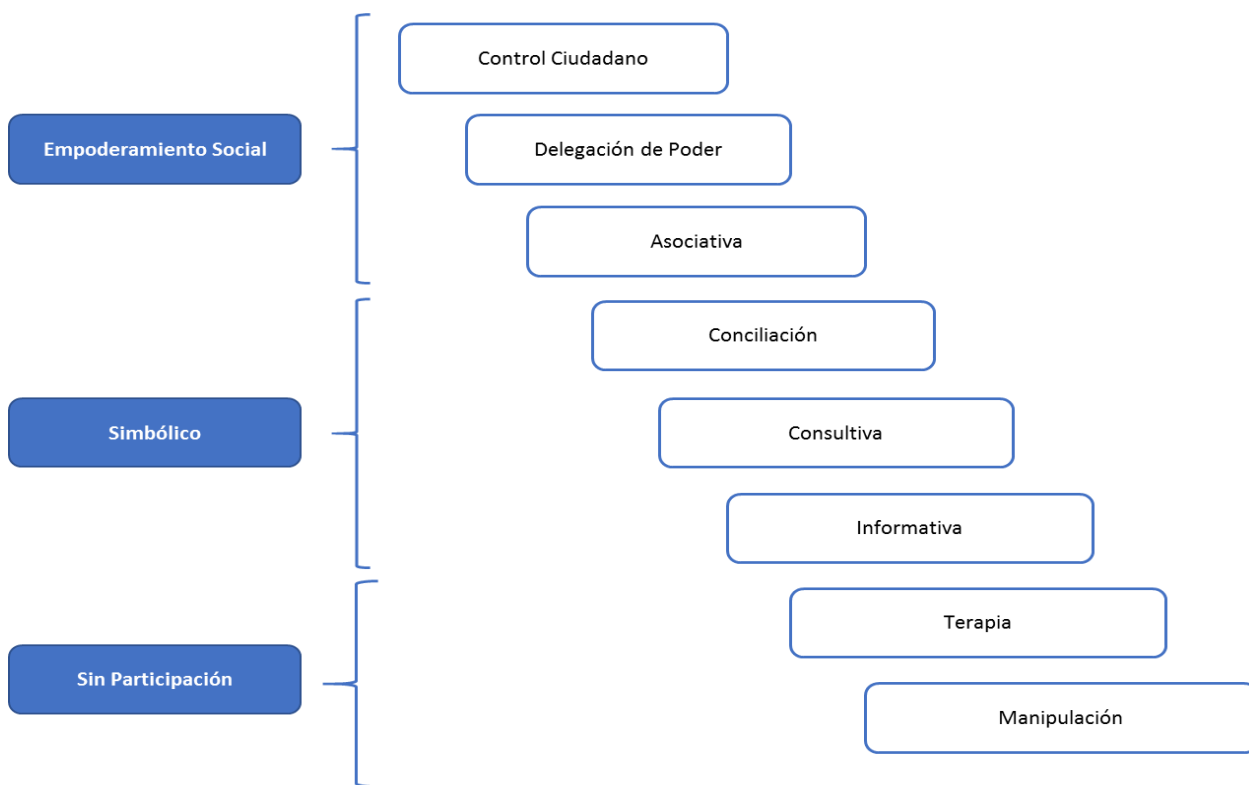 Control Ciudadano
Empoderamiento Social
Delegación de Poder
Asociativa
Conciliación
Simbólico
Consultiva
Informativa
Terapia
Sin Participación
Manipulación